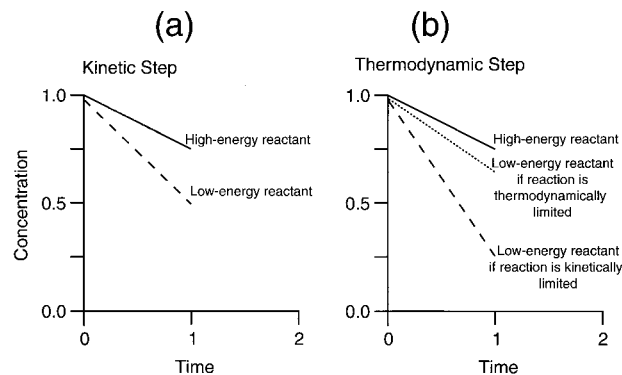 (a)
Kinetic Step
Concentration
1.0
0.5
0.0
High-energy reactant
Low-energy reactant
0
1
2
Time
(b)
Thermodynamic Step
1.0
0.5
0.0
High-energy reactant
Low-energy reactant
if reaction is
thermodynamically
limited
Low-energy reactant
if reaction is kinetically
limited
0
1
2
Time